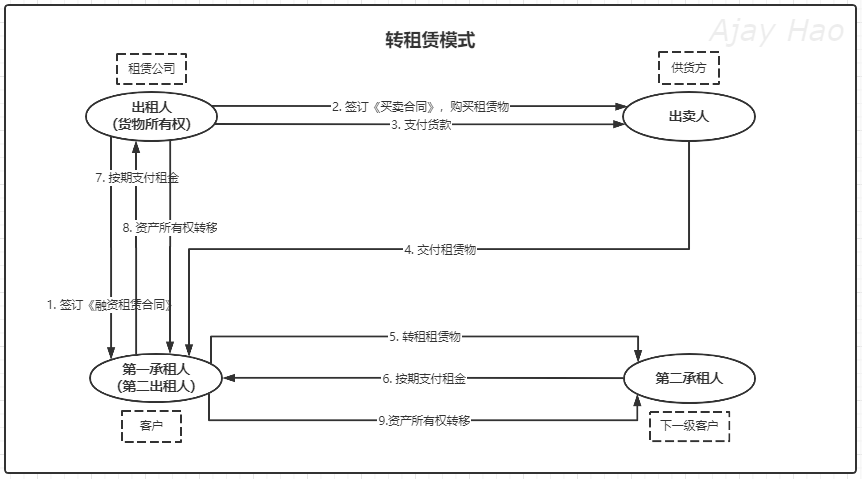 Ajay Hao
转租赁模式
租赁公司
供货方
出租人
（货物所有权）
出卖人
2. 签订《买卖合同》，购买租赁物
3. 支付货款
7. 按期支付租金
8. 资产所有权转移
4. 交付租赁物
1. 签订《融资租赁合同》
5. 转租租赁物
第一承租人
（第二出租人）
6. 按期支付租金
第二承租人
9.资产所有权转移
客户
下一级客户